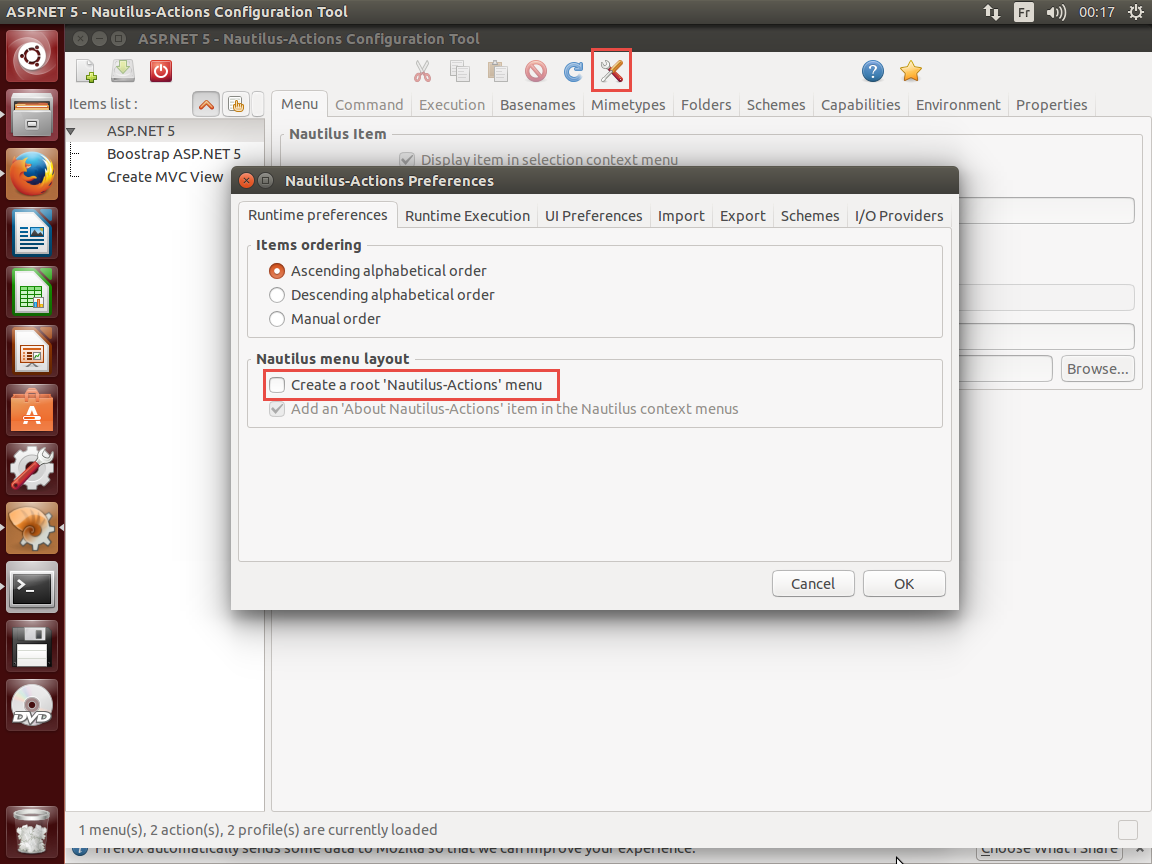 ASP.NET 5 - Nautilus-Actions Configuration Tool Fr 00:17
ASP.NET 5 - Nautilus-Actions Configuration Tool
Items list :
Menu Command Execution Basenames Mimetypes Folders Schemes Capabilities Environment Properties
ASP.NET 5
Boostrap ASP.NET 5
Create MVC View
Nautilus Item
Display item in selection context menu
Nautilus-Actions Preferences
Runtime preferences Runtime Execution UI Preferences Import Export Schemes I/O Providers
Items ordering
Ascending alphabetical order
Descending alphabetical order
Manual order
Nautilus menu layout
Create a root 'Nautilus-Actions' menu
Add an 'About Nautilus-Actions' item in the Nautilus context menus
Browse...
Cancel OK
DVD
1 menu(s), 2 action(s), 2 profile(s) are currently loaded
Firefox automatically sends some data to Mozilla so that we can improve your experience. Choose What I Share